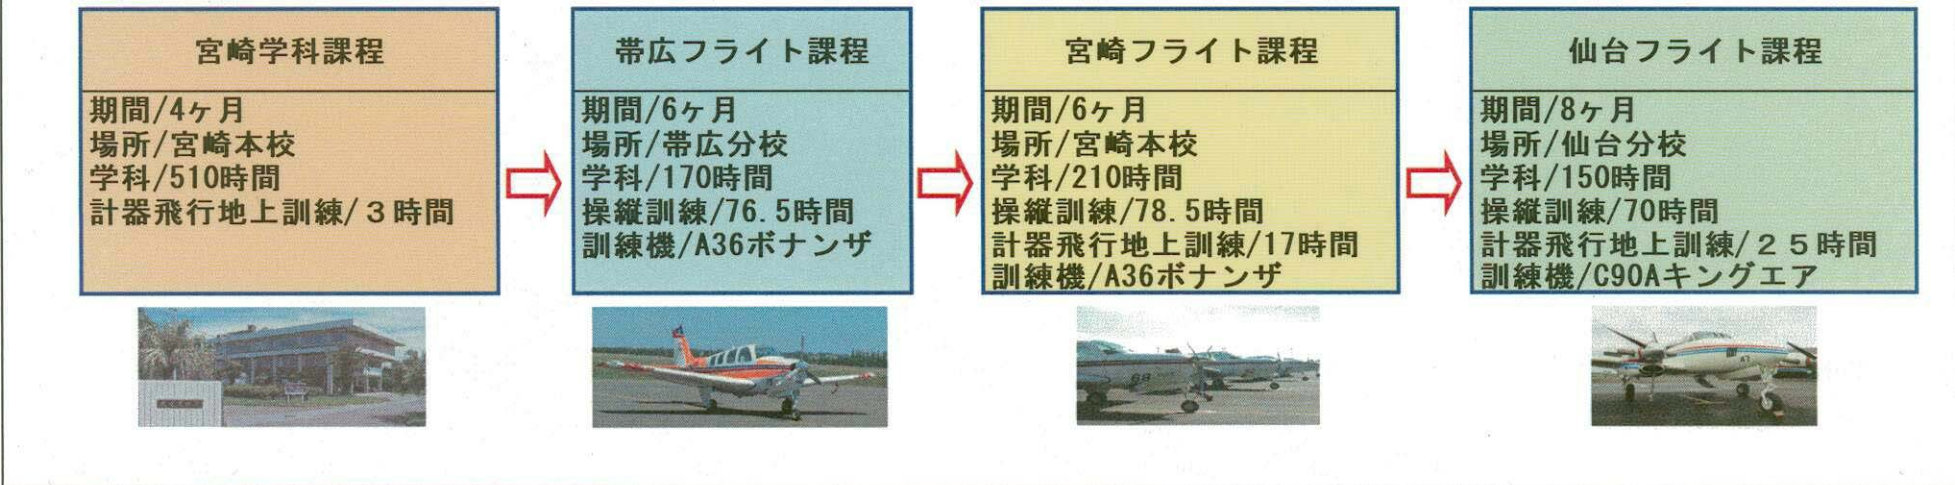 宮崎学科課程
期間/4ヶ月
場所/宮崎本校
学科/510時間
計器飛行地上訓練/３時間
帯広フライト課程
期間/6ヶ月
場所/帯広分校
学科/170時間
操縦訓練/76.5時間
訓練機/A36ボナンザ
宮崎フライト課程
期間/6ヶ月
場所/宮崎本校
学科/210時間
操縦訓練/78.5時間
計器飛行地上訓練/17時間
訓練機/A36ボナンザ
仙台フライト課程
期間/8ヶ月
場所/仙台分校
学科/150時間
操縦訓練/70時間
計器飛行地上訓練/２５時間
訓練機/C90Aキングエア
68
A7